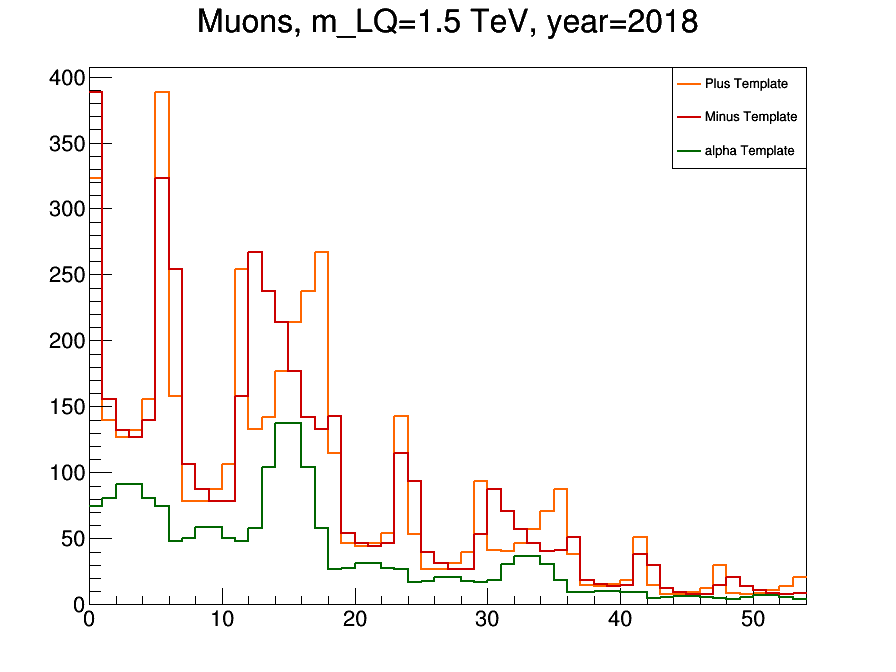 Muons, m_LQ=1.5 TeV, year=2018
Plus Template
Minus Template
alpha Template
400
350
300
250
200
150
100
50
0
0 10 20 30 40 50